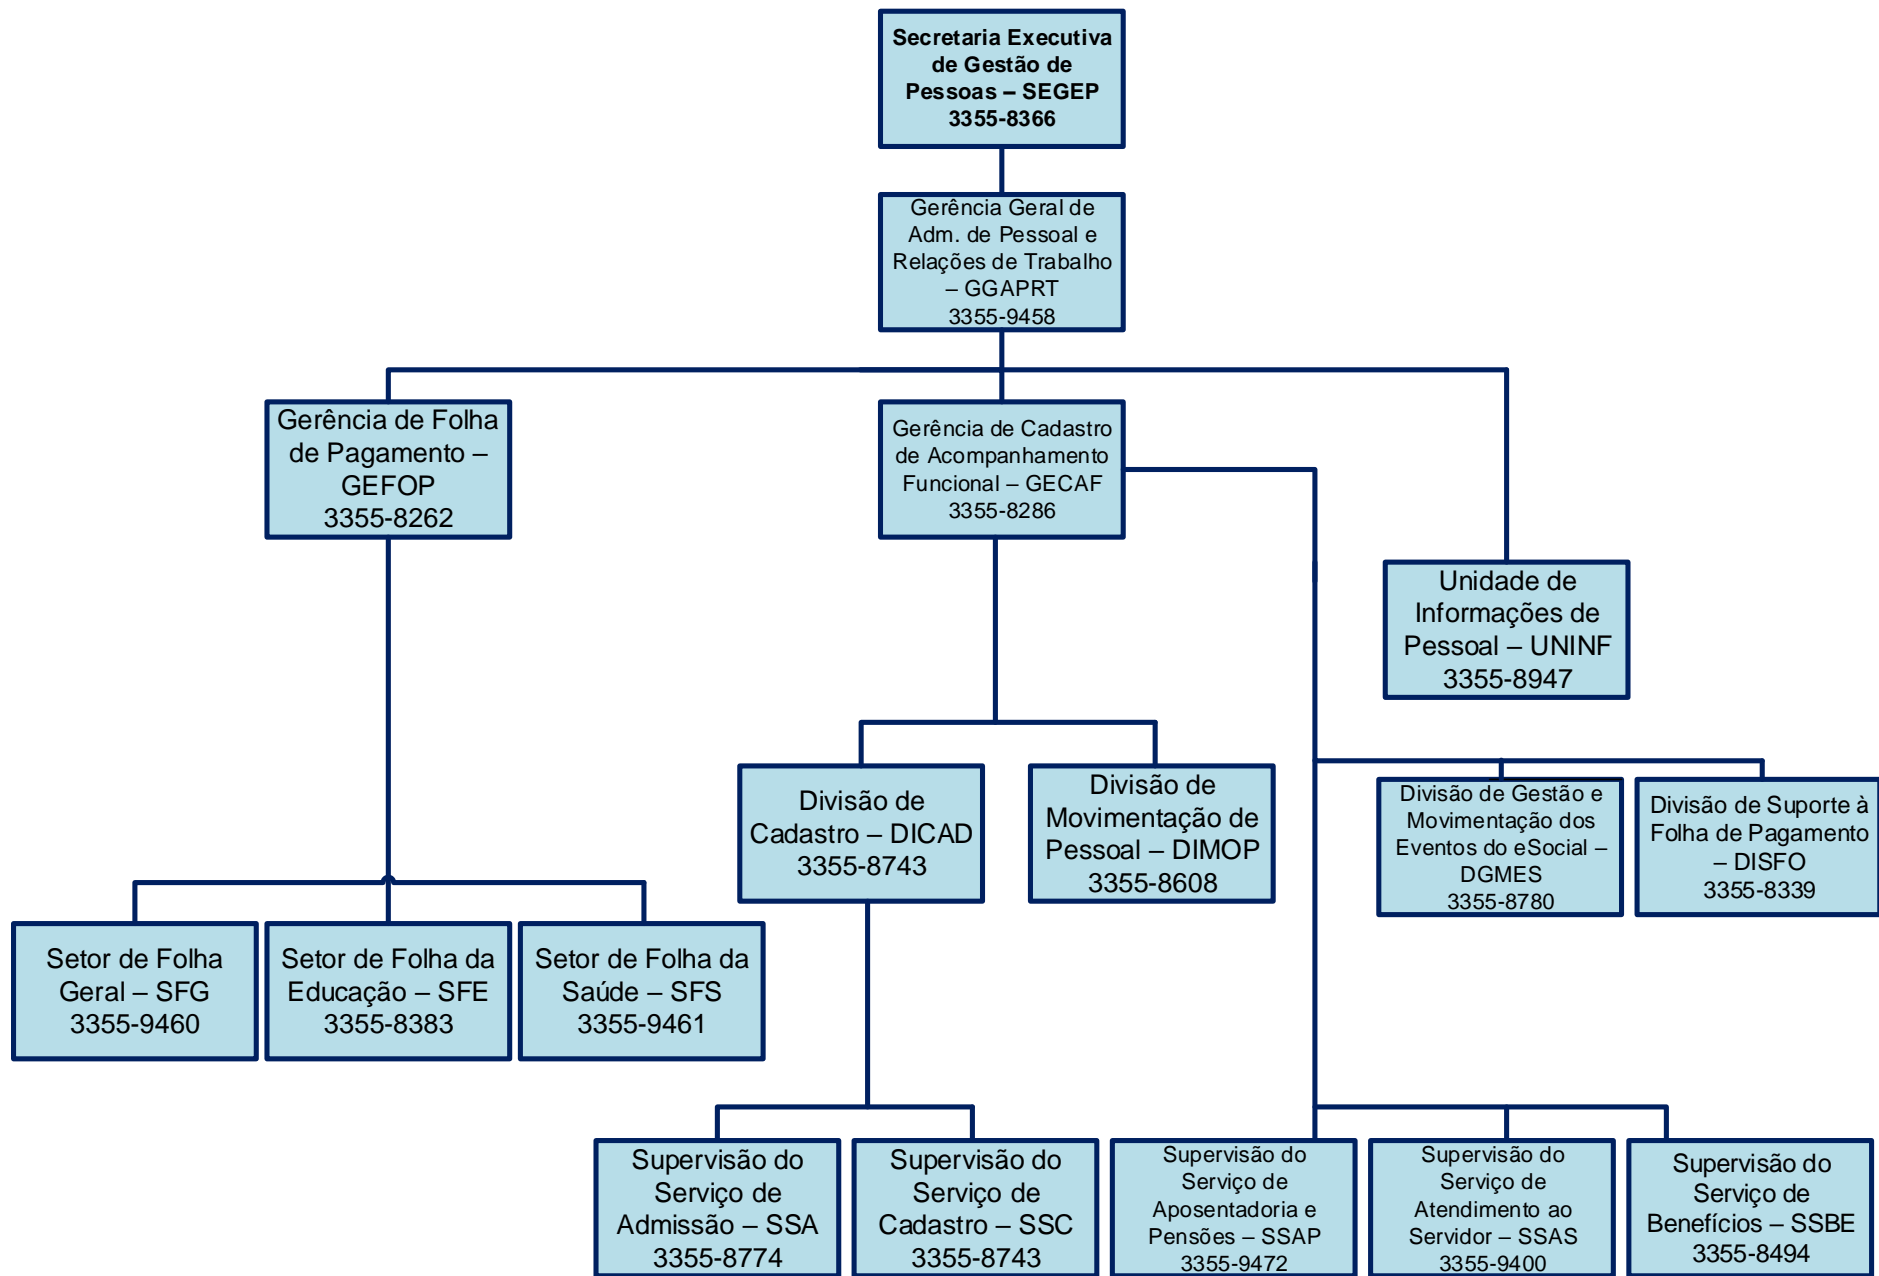 Secretaria Executiva
de Gestão de
Pessoas – SEGEP
3355-8366
Gerência Geral de
Adm. de Pessoal e
Relações de Trabalho
– GGAPRT
3355-9458
Gerência de Folha
de Pagamento –
GEFOP
3355-8262
Gerência de Cadastro
de Acompanhamento
Funcional – GECAF
3355-8286
Unidade de
Informações de
Pessoal – UNINF
3355-8947
Divisão de
Cadastro – DICAD
3355-8743
Divisão de
Movimentação de
Pessoal – DIMOP
3355-8608
Divisão de Gestão e
Movimentação dos
Eventos do eSocial –
DGMES
3355-8780
Divisão de Suporte à
Folha de Pagamento
– DISFO
3355-8339
Setor de Folha
Geral – SFG
3355-9460
Setor de Folha da
Educação – SFE
3355-8383
Setor de Folha da
Saúde – SFS
3355-9461
Supervisão do
Serviço de
Admissão – SSA
3355-8774
Supervisão do
Serviço de
Cadastro – SSC
3355-8743
Supervisão do
Serviço de
Aposentadoria e
Pensões – SSAP
3355-9472
Supervisão do
Serviço de
Atendimento ao
Servidor – SSAS
3355-9400
Supervisão do
Serviço de
Benefícios – SSBE
3355-8494